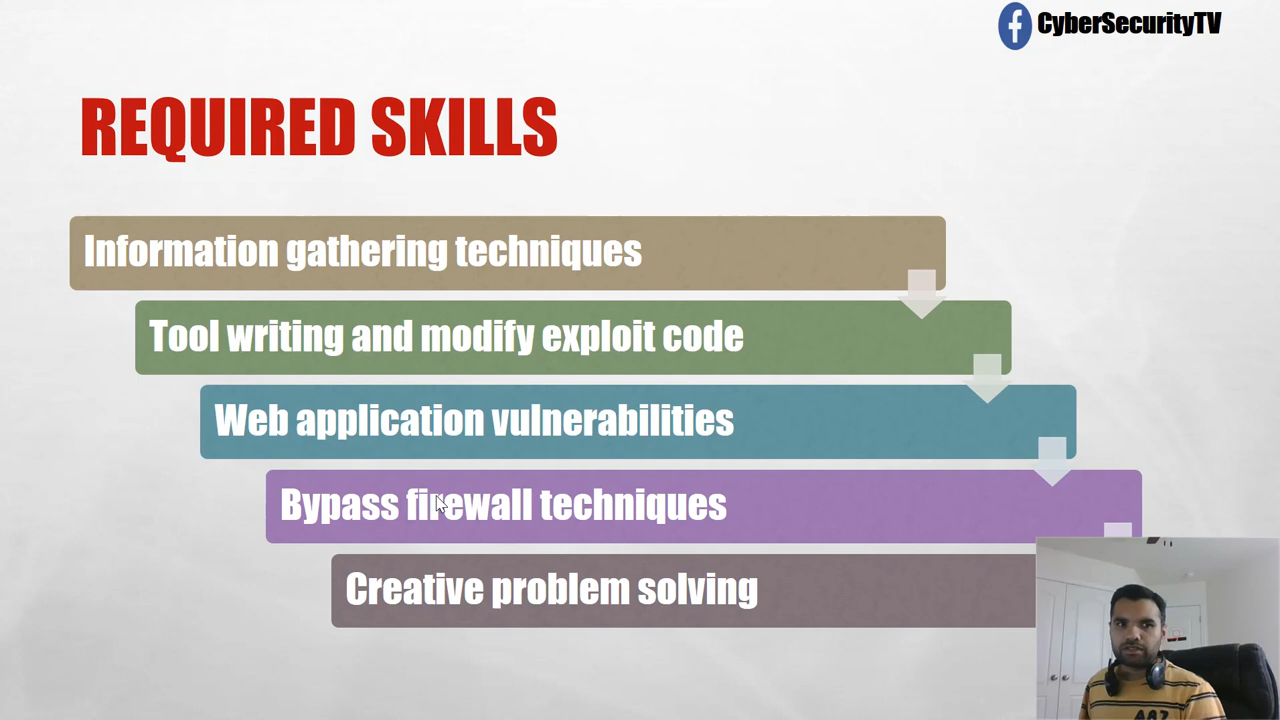 CyberSecurityTV
REQUIRED SKILLS
Information gathering techniques
Tool writing and modify exploit code
Web application vulnerabilities
Bypass firewall techniques
Creative problem solving